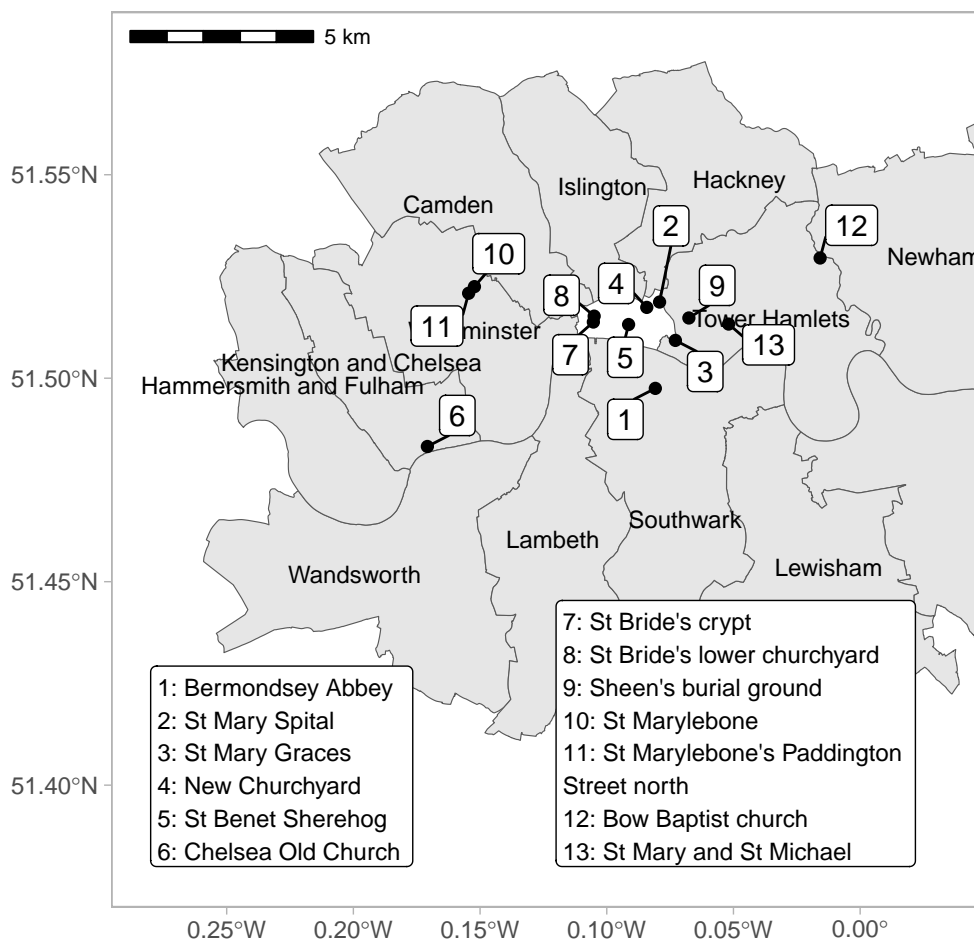 5 km
51.55°N
51.50°N
51.45°N
51.40°N
Hackney
Islington
Camden
2
12
10
Newham
9
4
8
11
minster
Tower Hamlets
13
7
5
3
Kensington and Chelsea
Hammersmith and Fulham
6
1
Southwark
Lambeth
Wandsworth
Lewisham
1: Bermondsey Abbey
2: St Mary Spital
3: St Mary Graces
4: New Churchyard
5: St Benet Sherehog
6: Chelsea Old Church
7: St Bride's crypt
8: St Bride's lower churchyard
9: Sheen's burial ground
10: St Marylebone
11: St Marylebone's Paddington
Street north
12: Bow Baptist church
13: St Mary and St Michael
0.25°W
0.20°W
0.15°W
0.10°W
0.05°W
0.00°